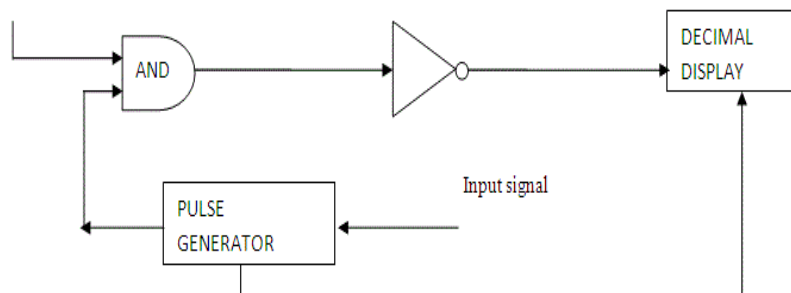 AND
DECIMAL
DISPLAY
Input signal
PULSE
GENERATOR